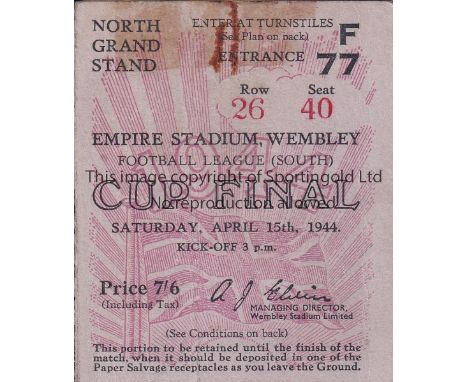 NORTH
GRAND
STAND
ENTER AT TURNSTILES
(See Plan on back)
ENTRANCE
F
77
Row
26
Seat
40
EMPIRE STADIUM, WEMBLEY
FOOTBALL LEAGUE (SOUTH)
This image copyright of Sportingold Ltd
CUP FINAL
No reproduction allowed
SATURDAY, APRIL 15th, 1944.
KICK-OFF 3 p.m.
Price 7/6
(Including Tax)
A J Elvin
MANAGING DIRECTOR,
Wembley Stadium Limited
(See Conditions on back)
This portion to be retained until the finish of the
match, when it should be deposited in one of the
Paper Salvage receptacles as you leave the Ground.